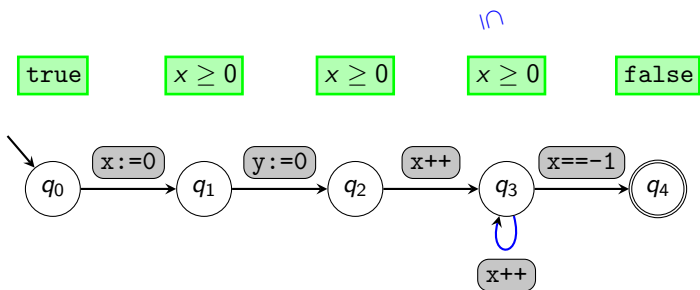 ⊆
true x ≥ 0 x ≥ 0 x ≥ 0 false
x:=0 y:=0 x++ x==-1
q0 q1 q2 q3 q4
x++